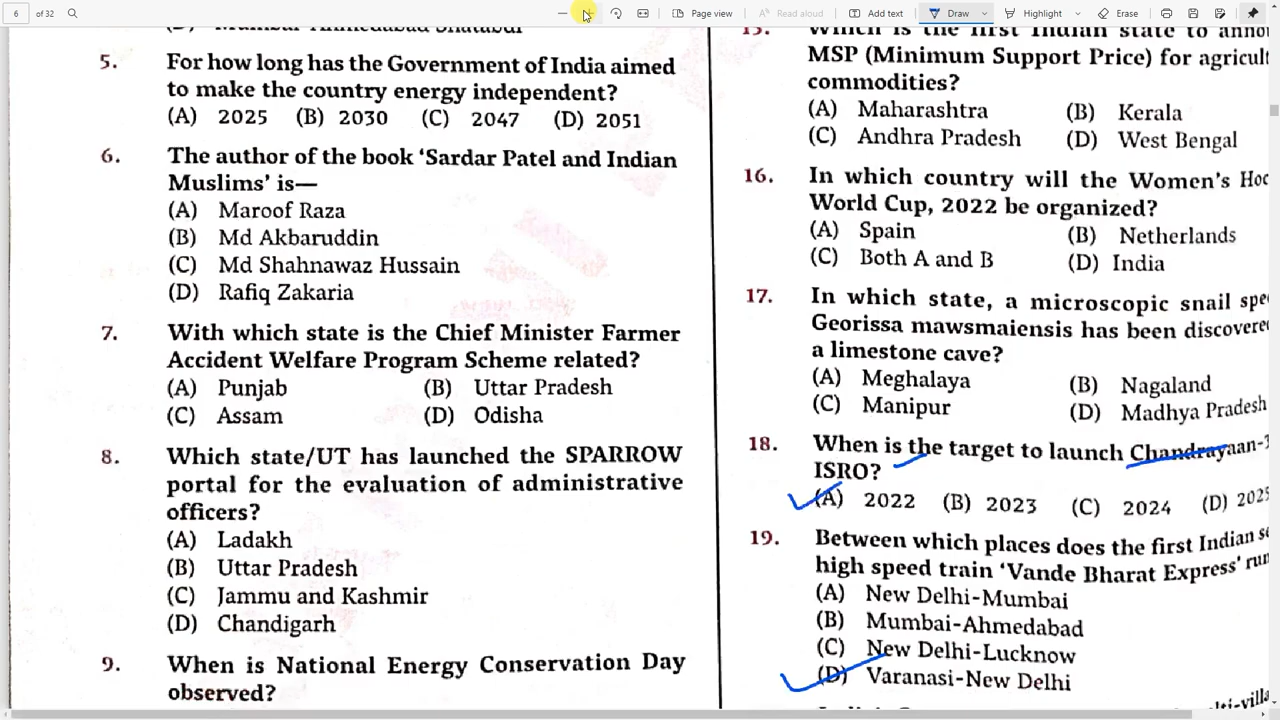 6 of 32 Page view Read aloud Add text Draw Highlight Erase
5. For how long has the Government of India aimed
to make the country energy independent?
(A) 2025 (B) 2030 (C) 2047 (D) 2051
6. The author of the book ‘Sardar Patel and Indian
Muslims’ is—
(A) Maroof Raza
(B) Md Akbaruddin
(C) Md Shahnawaz Hussain
(D) Rafiq Zakaria
7. With which state is the Chief Minister Farmer
Accident Welfare Program Scheme related?
(A) Punjab (B) Uttar Pradesh
(C) Assam (D) Odisha
8. Which state/UT has launched the SPARROW
portal for the evaluation of administrative
officers?
(A) Ladakh
(B) Uttar Pradesh
(C) Jammu and Kashmir
(D) Chandigarh
9. When is National Energy Conservation Day
observed?
Which is the first Indian state to
MSP (Minimum Support Price) for
commodities?
(A) Maharashtra (B) Kerala
(C) Andhra Pradesh (D) West Bengal
16. In which country will the Women's
World Cup, 2022 be organized?
(A) Spain (B) Netherlands
(C) Both A and B (D) India
17. In which state, a microscopic snail
Georissa mawsmaiensis has been
a limestone cave?
(A) Meghalaya (B) Nagaland
(C) Manipur (D) Madhya Pradesh
18. When is the target to launch Chandrayaan-3
ISRO?
(A) 2022 (B) 2023 (C) 2024 (D) 2025
19. Between which places does the first Indian
high speed train ‘Vande Bharat Express’
(A) New Delhi-Mumbai
(B) Mumbai-Ahmedabad
(C) New Delhi-Lucknow
(D) Varanasi-New Delhi